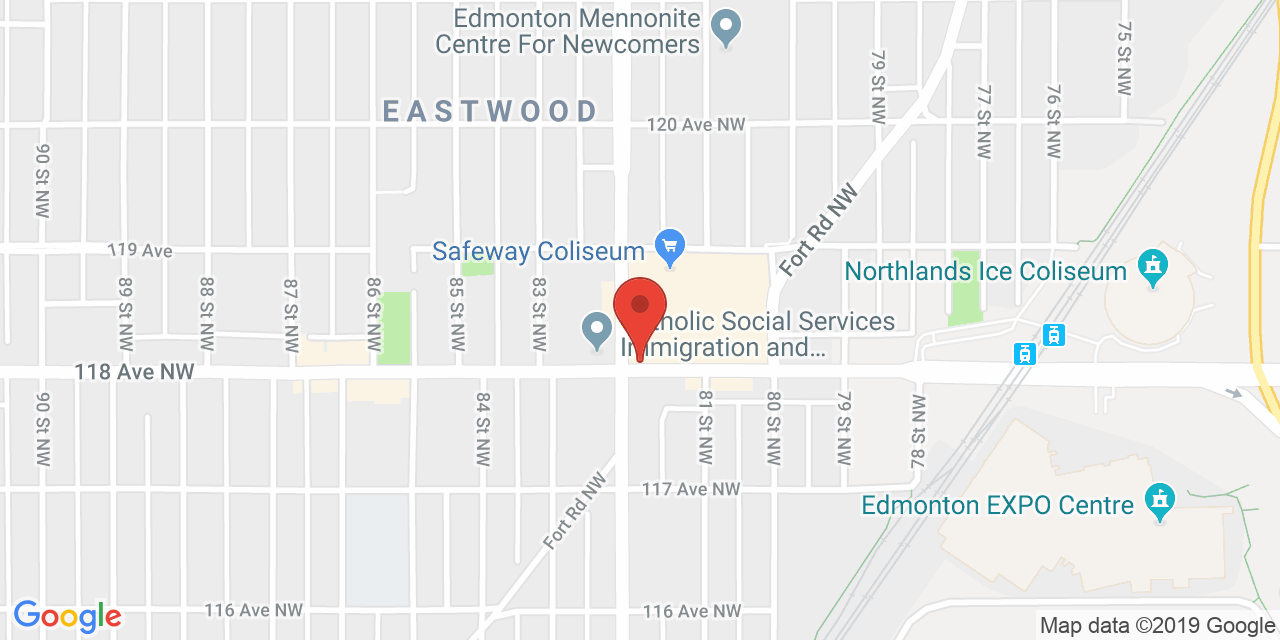 Edmonton Mennonite
Centre For Newcomers
75 St NW
79 St NW
77 St NW
76 St NW
EASTWOOD
120 Ave NW
90 St NW
Fort Rd NW
119 Ave
Safeway Coliseum
Northlands Ice Coliseum
89 St NW
88 St NW
87 St NW
86 St NW
85 St NW
83 St NW
tholic Social Services
Immigration and...
118 Ave NW
90 St NW
84 St NW
81 St NW
80 St NW
79 St NW
78 St NW
117 Ave NW
Fort Rd NW
Edmonton EXPO Centre
116 Ave NW
116 Ave NW
Google
Map data ©2019 Google